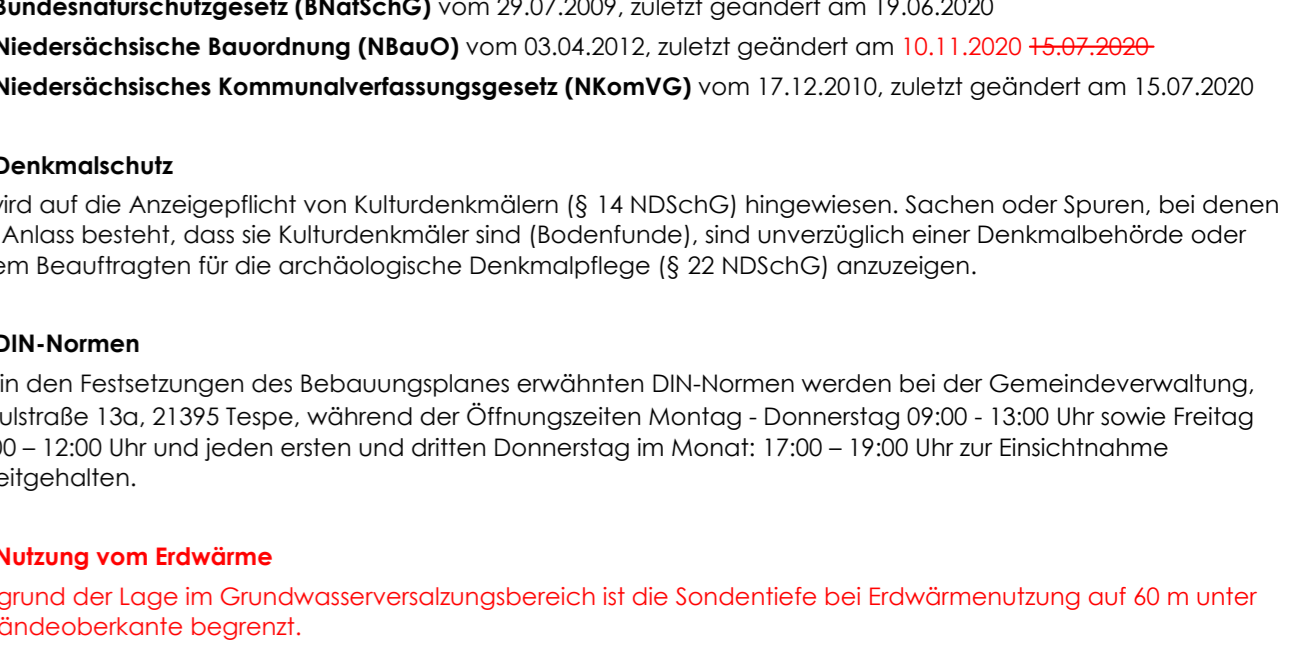 Bundesnaturschutzgesetz (BNatSchG) vom 29.07.2009, zuletzt geändert am 19.06.2020
Niedersächsische Bauordnung (NBauO) vom 03.04.2012, zuletzt geändert am 10.11.2020 15.07.2020
Niedersächsisches Kommunalverfassungsgesetz (NKomVG) vom 17.12.2010, zuletzt geändert am 15.07.2020
Denkmalschutz
wird auf die Anzeigepflicht von Kulturdenkmälern (§ 14 NDSchG) hingewiesen. Sachen oder Spuren, bei denen
Anlass besteht, dass sie Kulturdenkmäler sind (Bodenfunde), sind unverzüglich einer Denkmalbehörde oder
em Beauftragten für die archäologische Denkmalpflege (§ 22 NDSchG) anzuzeigen.
DIN-Normen
in den Festsetzungen des Bebauungsplanes erwähnten DIN-Normen werden bei der Gemeindeverwaltung,
ulstraße 13a, 21395 Tespe, während der Öffnungszeiten Montag - Donnerstag 09:00 - 13:00 Uhr sowie Freitag
00 – 12:00 Uhr und jeden ersten und dritten Donnerstag im Monat: 17:00 – 19:00 Uhr zur Einsichtnahme
eitgehalten.
Nutzung vom Erdwärme
grund der Lage im Grundwasserversalzungsbereich ist die Sondentiefe bei Erdwärmenutzung auf 60 m unter
ändeoberkante begrenzt.